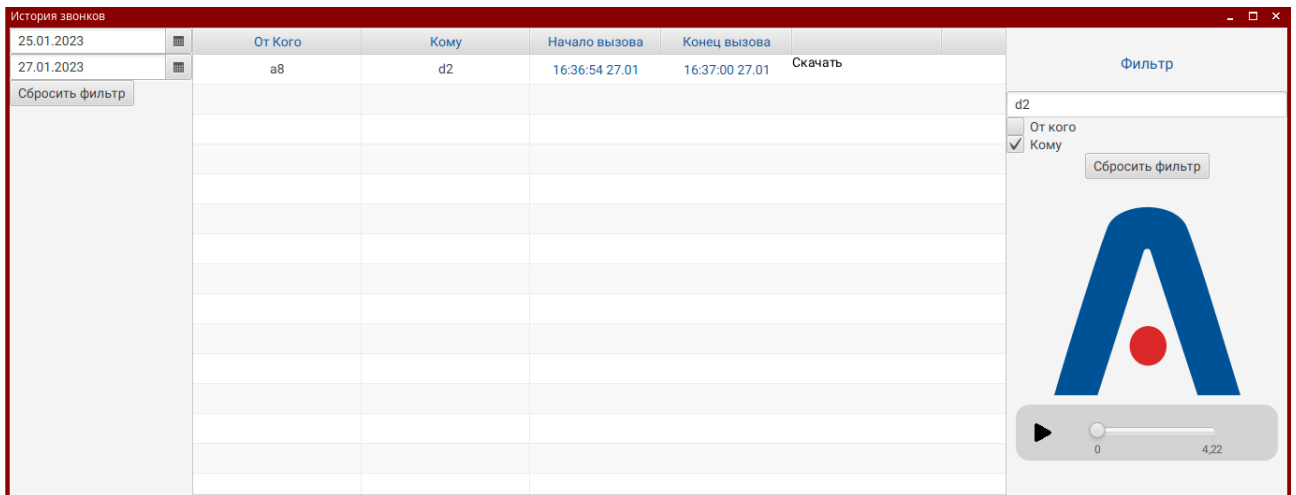 История звонков
25.01.2023
27.01.2023
Сбросить фильтр
От Кого Кому Начало вызова Конец вызова
a8 d2 16:36:54 27.01 16:37:00 27.01 Скачать
Фильтр
d2
От кого
Кому
Сбросить фильтр
0 4,22